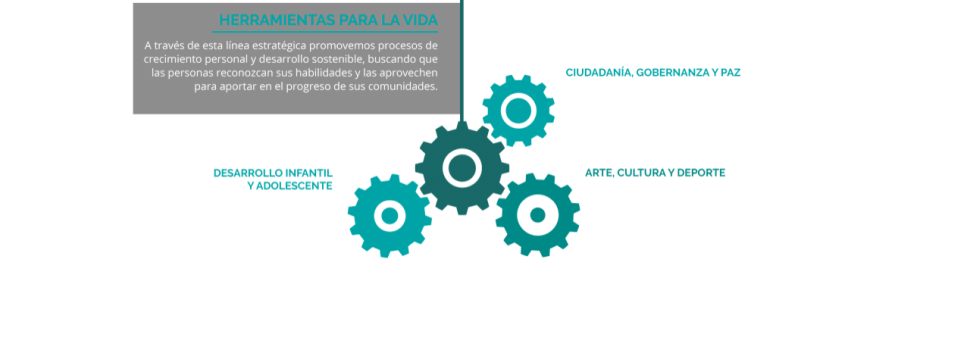 HERRAMIENTAS PARA LA VIDA
A través de esta línea estratégica promovemos procesos de
crecimiento personal y desarrollo sostenible, buscando que
las personas reconozcan sus habilidades y las aprovechen
para aportar en el progreso de sus comunidades.
CIUDADANÍA, GOBERNANZA Y PAZ
DESARROLLO INFANTIL
Y ADOLESCENTE
ARTE, CULTURA Y DEPORTE